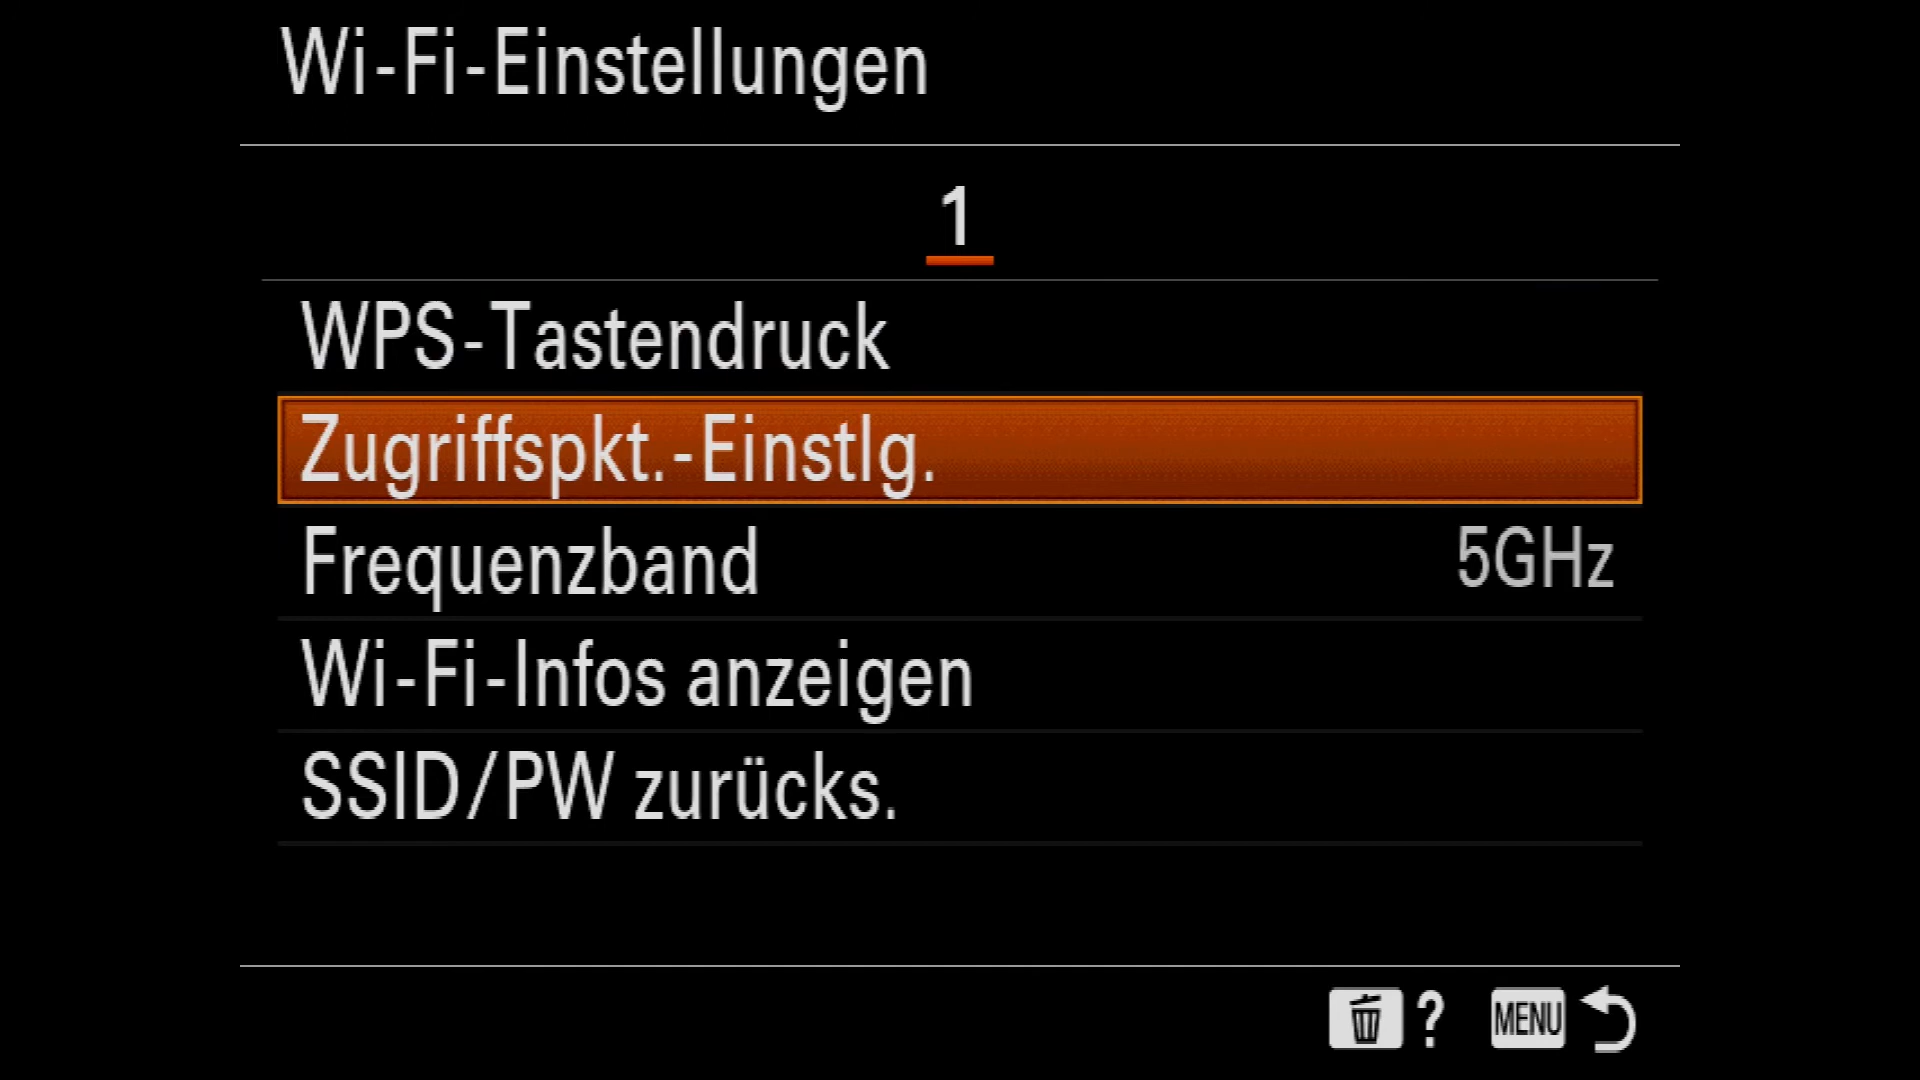 Wi-Fi-Einstellungen
1
WPS-Tastendruck
Zugriffspkt.-Einstlg.
Frequenzband 5GHz
Wi-Fi-Infos anzeigen
SSID/PW zurücks.
? MENU